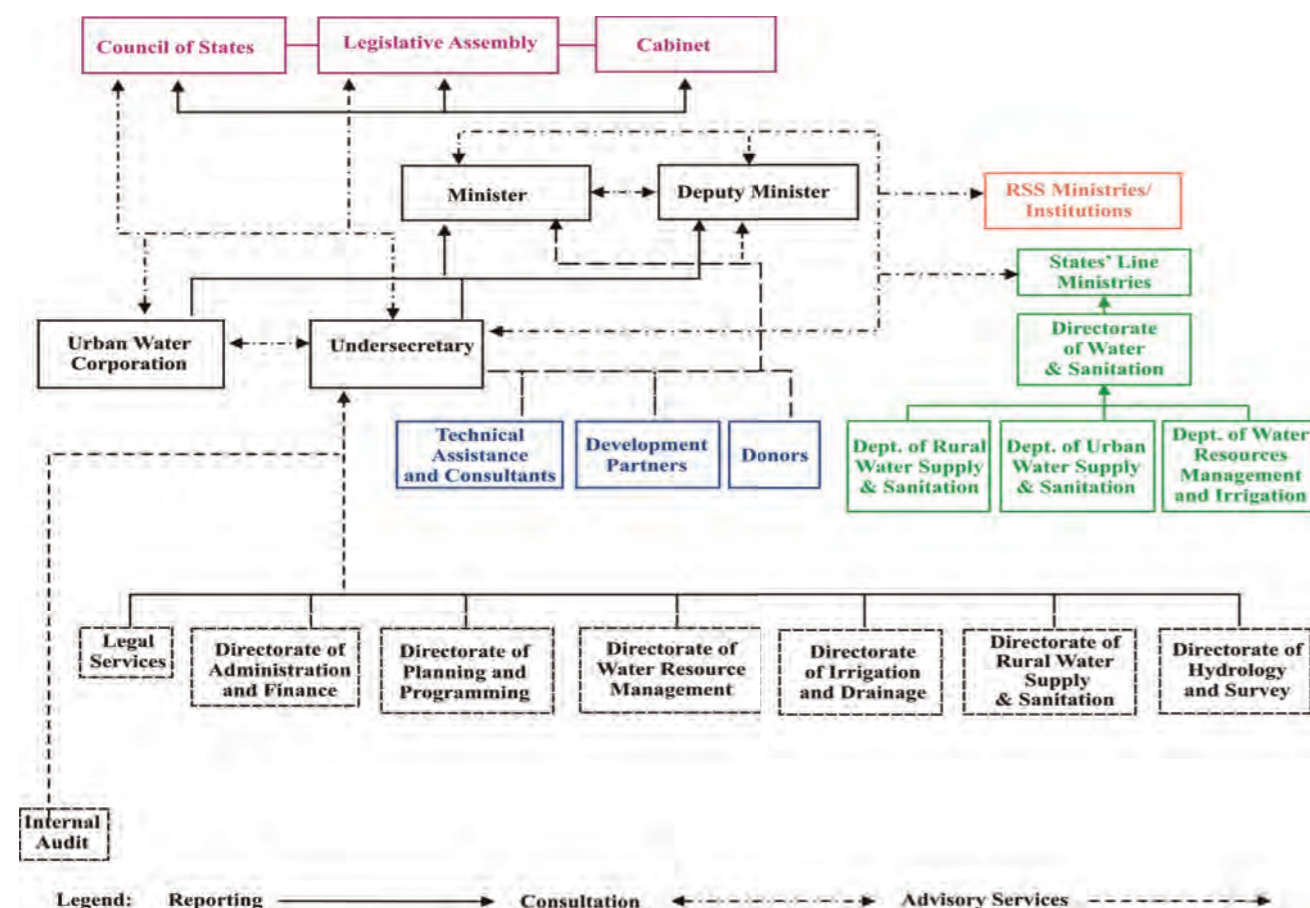 Council of States
Legislative Assembly
Cabinet
Minister
Deputy Minister
RSS Ministries/
Institutions
States' Line
Ministries
Urban Water
Corporation
Undersecretary
Directorate
of Water
& Sanitation
Technical
Assistance
and Consultants
Development
Partners
Donors
Dept. of Rural
Water Supply
& Sanitation
Dept. of Urban
Water Supply
& Sanitation
Dept. of Water
Resources
Management
and Irrigation
Legal
Services
Directorate of
Administration
and Finance
Directorate of
Planning and
Programming
Directorate of
Water Resource
Management
Directorate
of Irrigation
and Drainage
Directorate of
Rural Water
Supply
& Sanitation
Directorate of
Hydrology
and Survey
Internal
Audit
Legend: Reporting Consultation Advisory Services